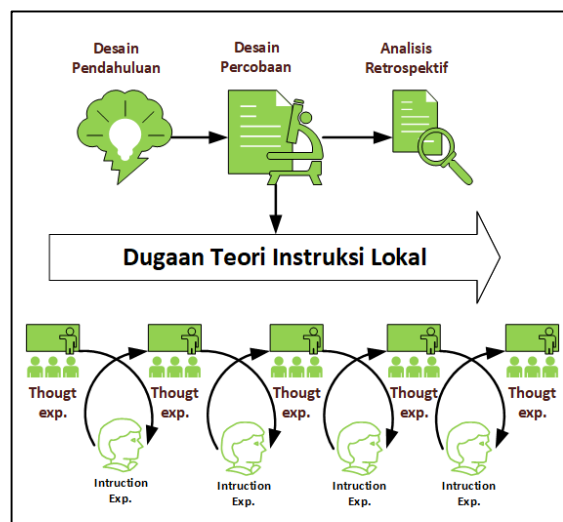 Desain
Pendahuluan
Desain
Percobaan
Analisis
Retrospektif
Dugaan Teori Instruksi Lokal
Thougt
exp.
Thougt
exp.
Thougt
exp.
Thougt
exp.
Thougt
exp.
Intruction
Exp.
Intruction
Exp.
Intruction
Exp.
Intruction
Exp.